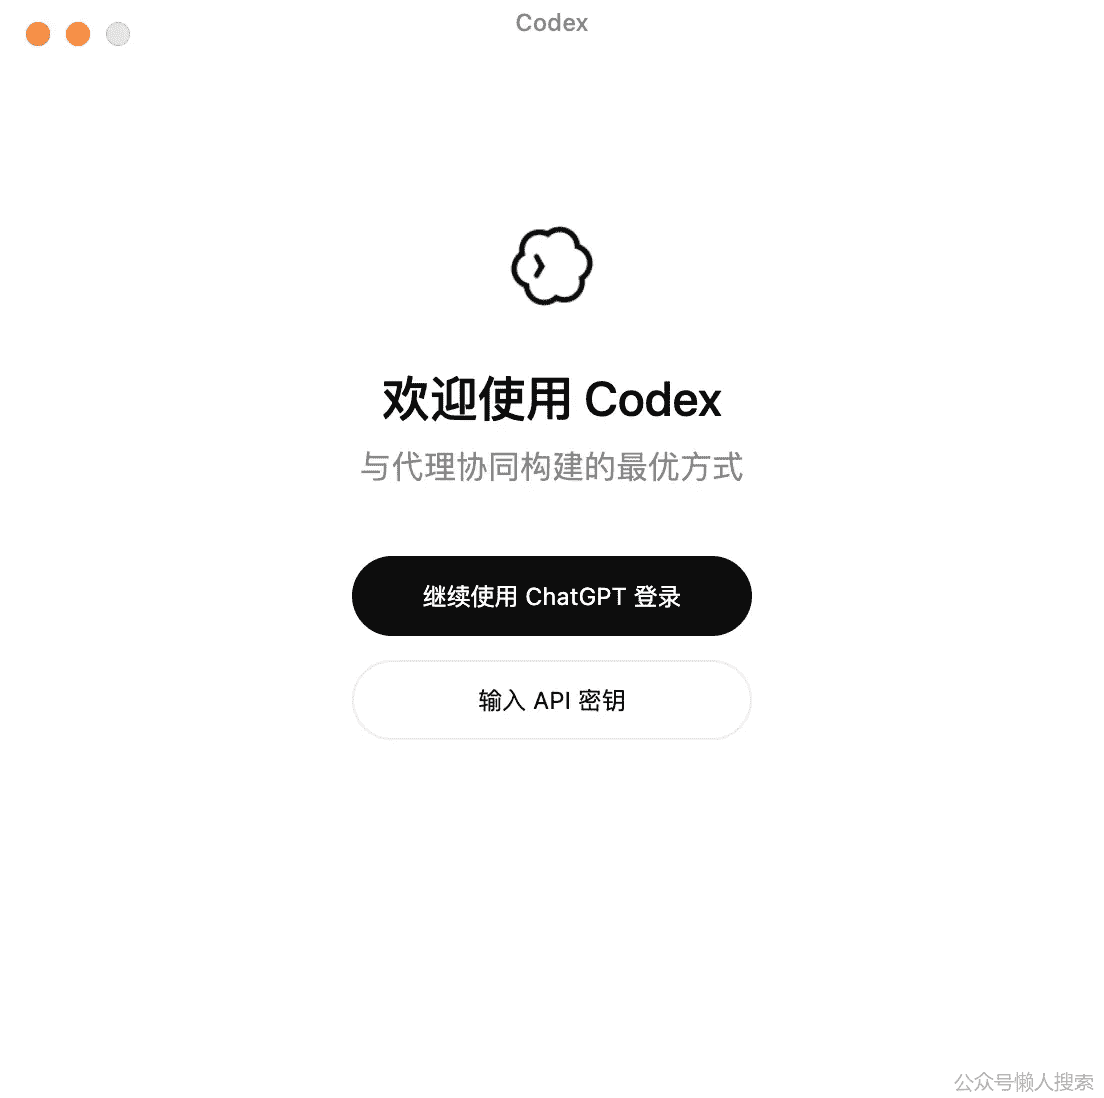 Codex
欢迎使用 Codex
与代理协同构建的最优方式
继续使用 ChatGPT 登录
输入 API 密钥
公众号懒人搜索